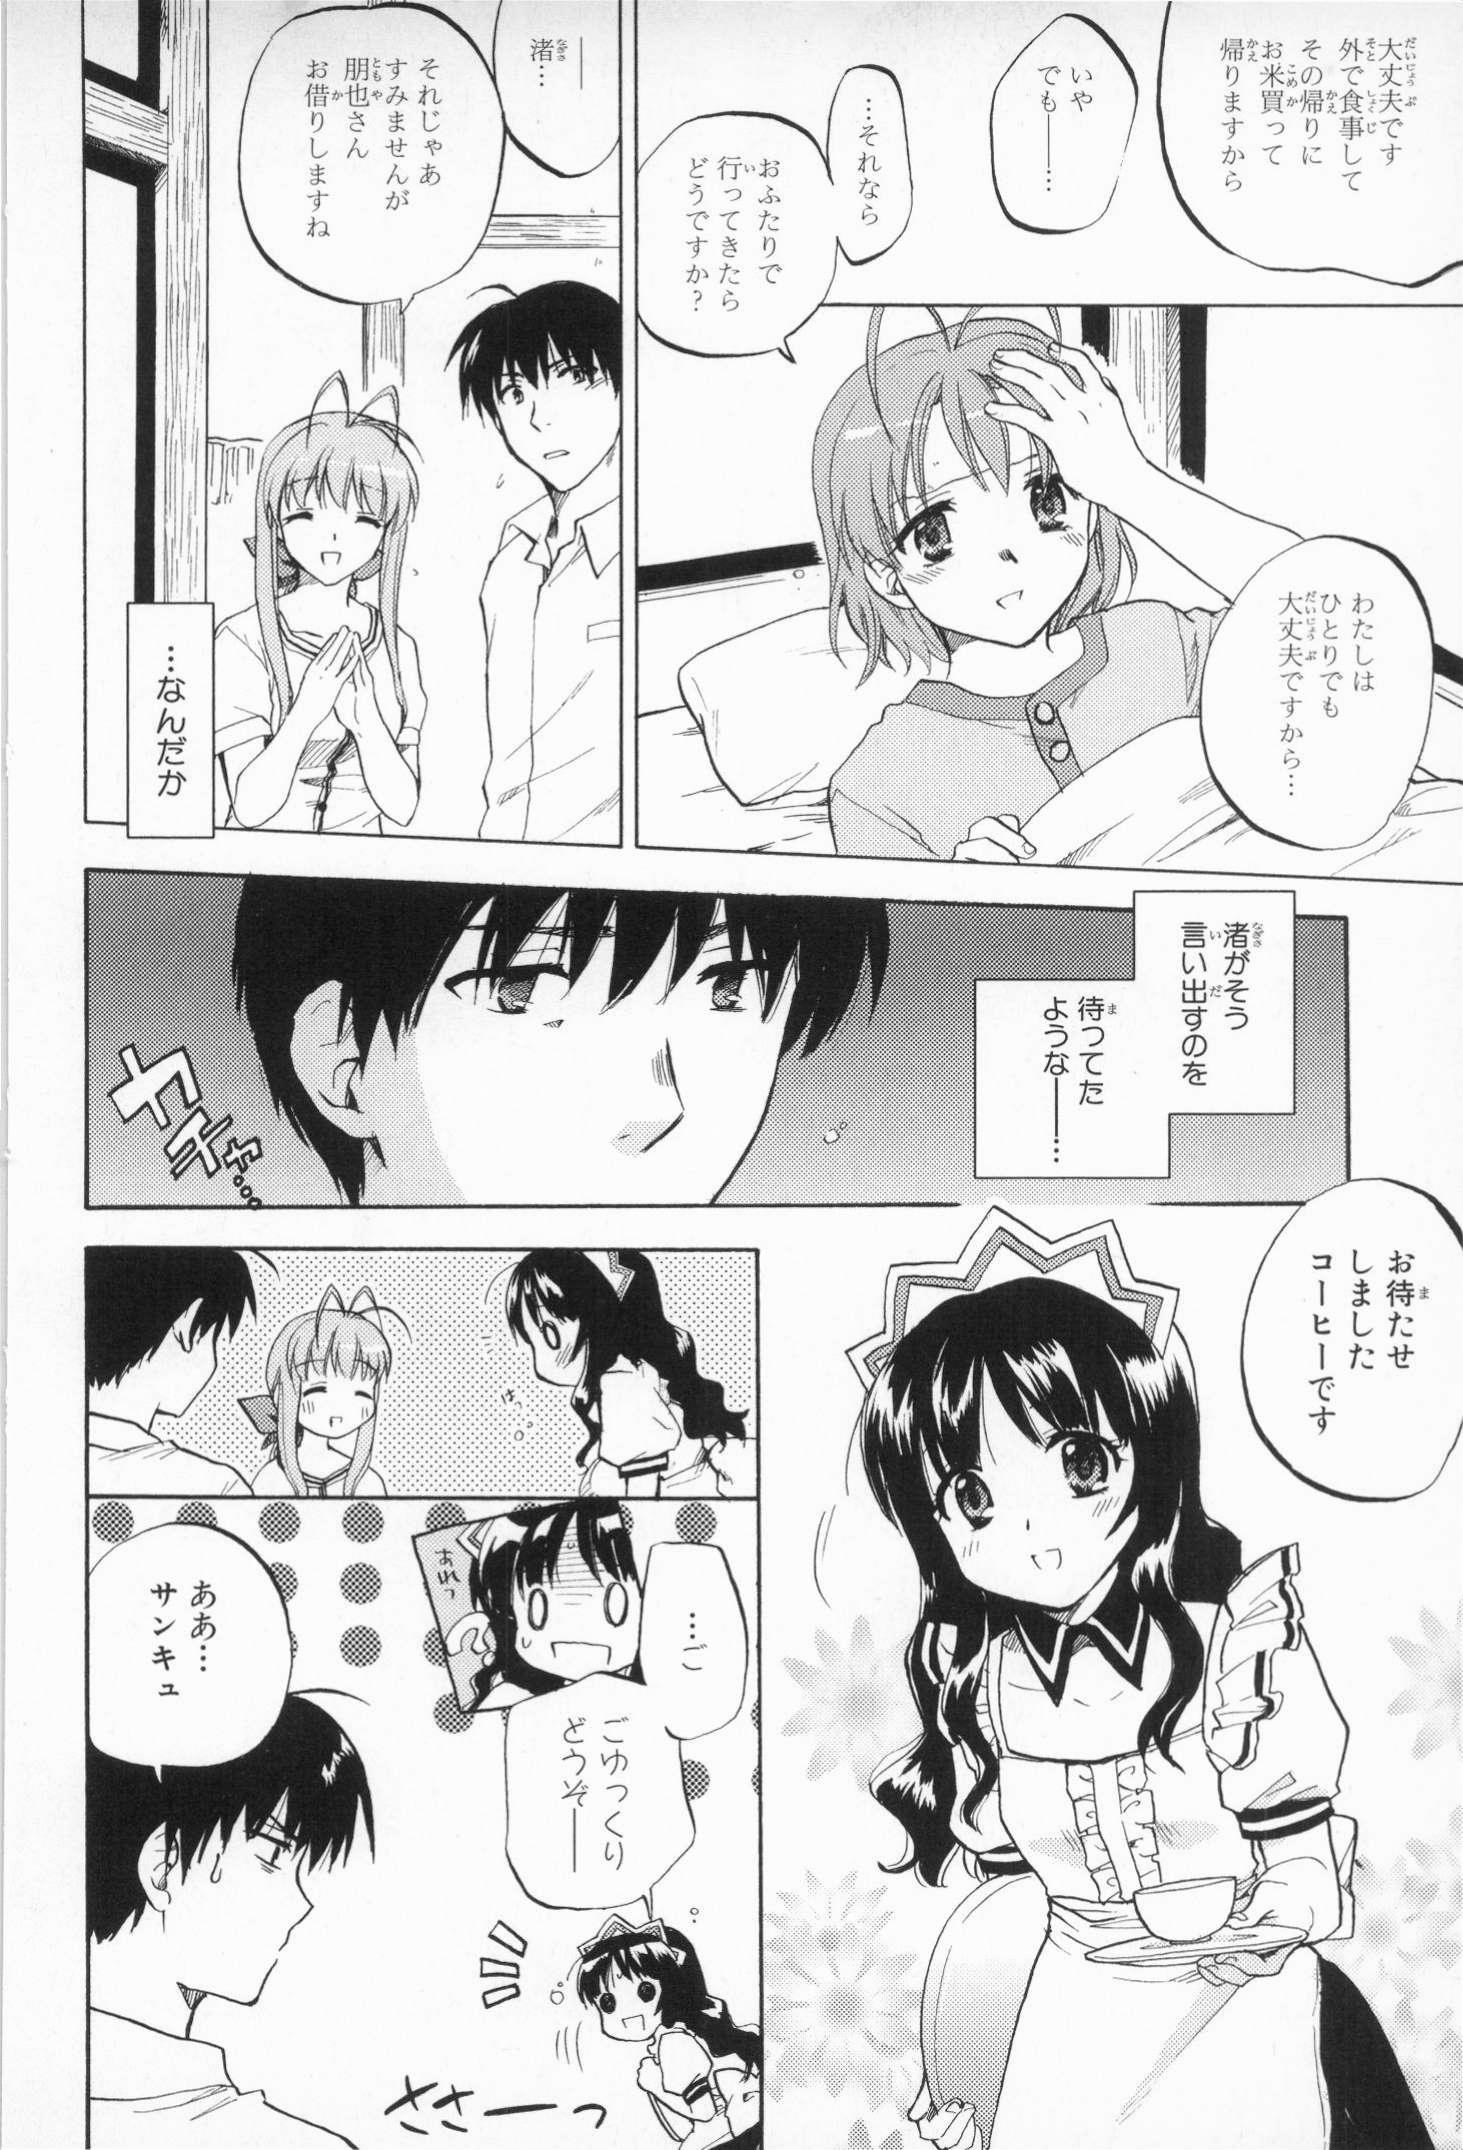 大丈夫です
外で食事して
その帰りに
お米買って
帰りますから
いや
でも――…
…それなら
おふたりで
行ってきたら
どうですか?
わたしは
ひとりでも
大丈夫ですから…
――
渚…
それじゃあ
すみませんが
朋也さん
お借りしますね
…なんだか
渚がそう
言い出すのを
待ってた
ような――…
カチャ…
お待たせ
しました
コーヒーです
はっ
あれっ
?
…ご
ごゆっくり
どうぞ――
ああ…
サンキュ
ささーっ